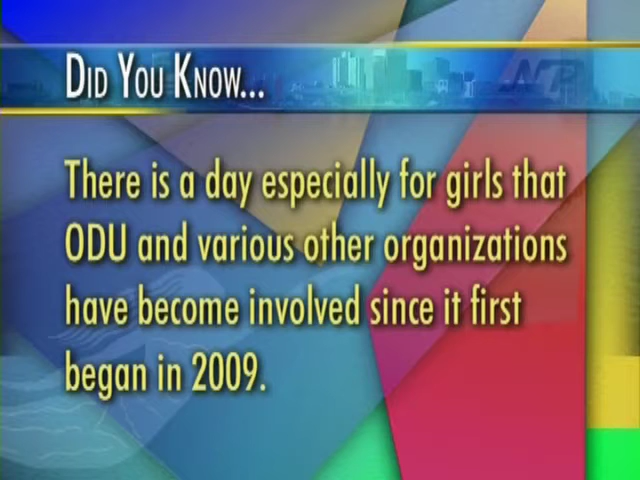 DID YOU KNOW...
There is a day especially for girls that
ODU and various other organizations
have become involved since it first
began in 2009.